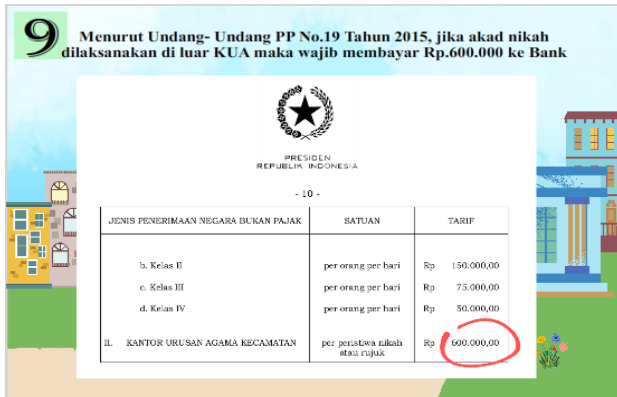 9
Menurut Undang- Undang PP No.19 Tahun 2015, jika akad nikah
dilaksanakan di luar KUA maka wajib membayar Rp.600.000 ke Bank
PRESIDEN
REPUBLIK INDONESIA
- 10 -
JENIS PENERIMAAN NEGARA BUKAN PAJAK SATUAN TARIF
b. Kelas II per orang per hari Rp 150.000,00
c. Kelas III per orang per hari Rp 75.000,00
d. Kelas IV per orang per hari Rp 50.000,00
II. KANTOR URUSAN AGAMA KECAMATAN per peristiwa nikah Rp 600.000,00
atau rujuk